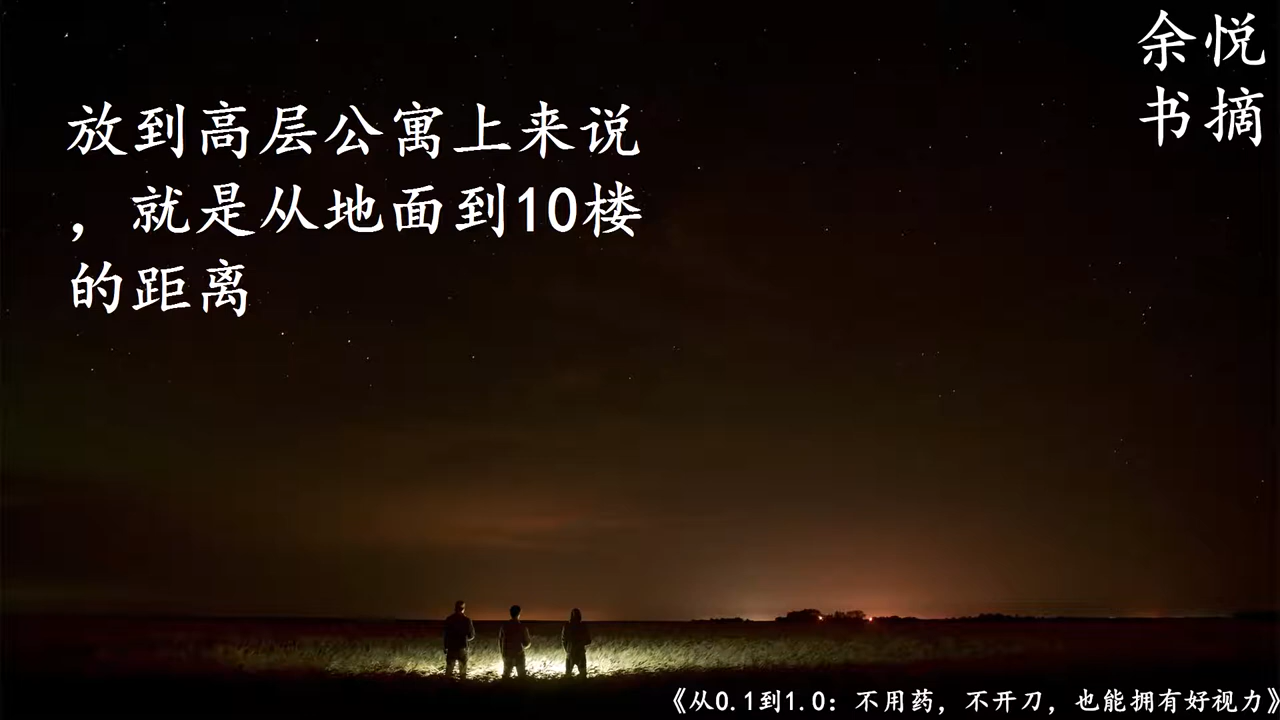 余悦
书摘
放到高层公寓上来说
，就是从地面到10楼
的距离
《从0.1到1.0：不用药，不开刀，也能拥有好视力》